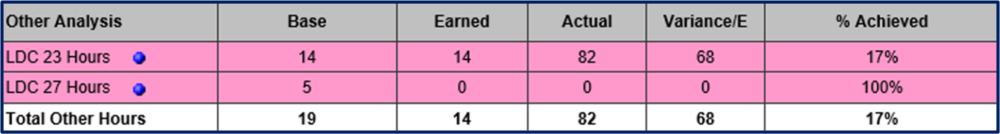 Other Analysis Base Earned Actual Variance/E % Achieved
LDC 23 Hours 14 14 82 68 17%
LDC 27 Hours 5 0 0 0 100%
Total Other Hours 19 14 82 68 17%